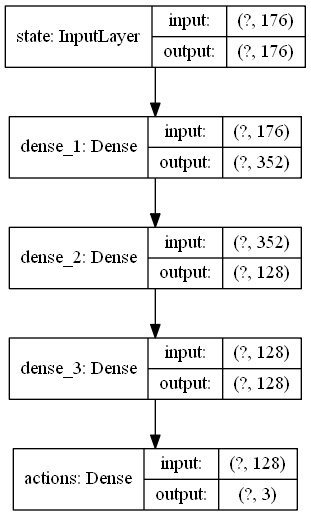 state: InputLayer
input: (?, 176)
output: (?, 176)
dense_1: Dense
input: (?, 176)
output: (?, 352)
dense_2: Dense
input: (?, 352)
output: (?, 128)
dense_3: Dense
input: (?, 128)
output: (?, 128)
actions: Dense
input: (?, 128)
output: (?, 3)